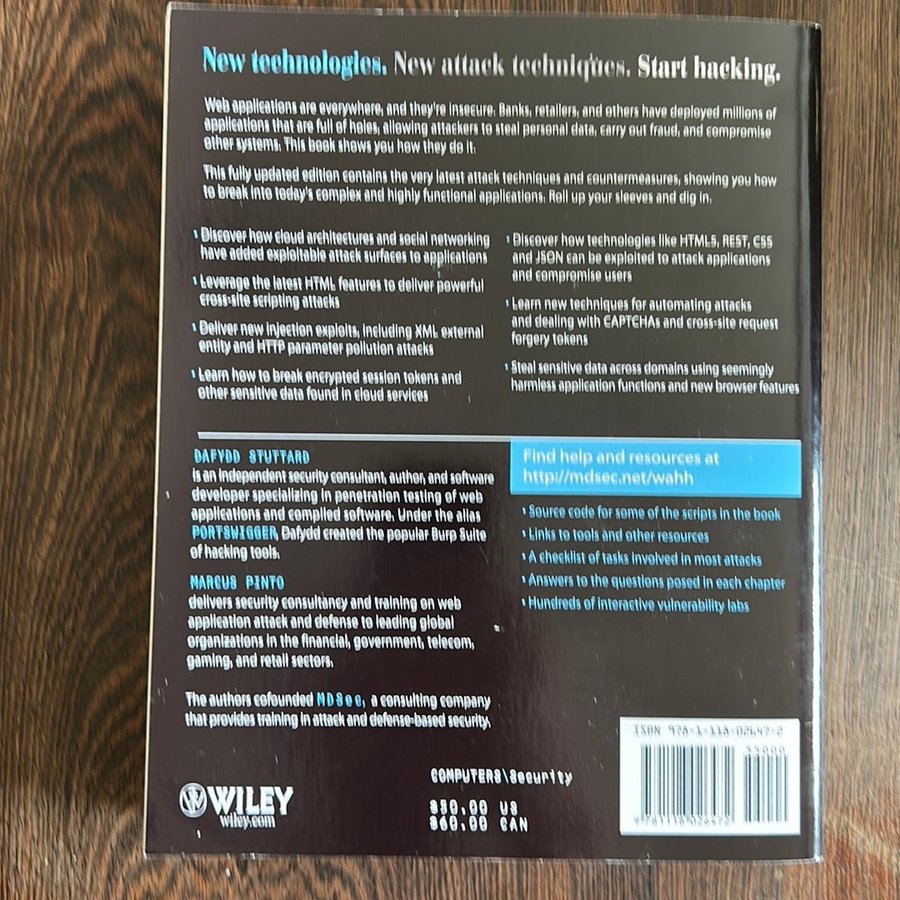 New technologies. New attack techniques. Start hacking.
Web applications are everywhere, and they're insecure. Banks, retailers, and others have deployed millions of
applications that are full of holes, allowing attackers to steal personal data, carry out fraud, and compromise
other systems. This book shows you how they do it.
This fully updated edition contains the very latest attack techniques and countermeasures, showing you how
to break into today's complex and highly functional applications. Roll up your sleeves and dig in.
Discover how cloud architectures and social networking
have added exploitable attack surfaces to applications
Leverage the latest HTML features to deliver powerful
cross-site scripting attacks
Deliver new injection exploits, including XML external
entity and HTTP parameter pollution attacks
Learn how to break encrypted session tokens and
other sensitive data found in cloud services
Discover how technologies like HTML5, REST, CSS
and JSON can be exploited to attack applications
and compromise users
Learn new techniques for automating attacks
and dealing with CAPTCHAs and cross-site request
forgery tokens
Steal sensitive data across domains using seemingly
harmless application functions and new browser features
DAFYDD STUTTARD
is an independent security consultant, author, and software
developer specializing in penetration testing of web
applications and compiled software. Under the alias
PORTSWIGGER, Dafydd created the popular Burp Suite
of hacking tools.
MARCUS PINTO
delivers security consultancy and training on web
application attack and defense to leading global
organizations in the financial, government, telecom,
gaming, and retail sectors.
The authors cofounded MDSec, a consulting company
that provides training in attack and defense-based security.
Find help and resources at
http://mdsec.net/wahh
Source code for some of the scripts in the book
Links to tools and other resources
A checklist of tasks involved in most attacks
Answers to the questions posed in each chapter
Hundreds of interactive vulnerability labs
WILEY
wiley.com
COMPUTERS\Security
$50.00 US
$60.00 CAN
ISBN 978-1-118-02647-2
55000
9 781118 026472